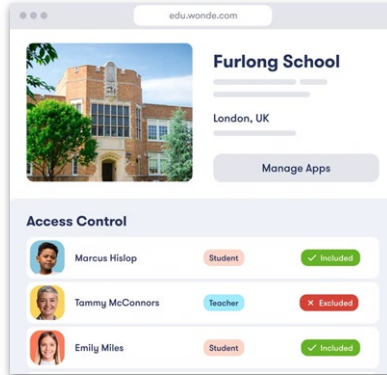 edu.wonde.com
Furlong School
London, UK
Manage Apps
Access Control
Marcus Hislop Student ✓ Included
Tammy McConnors Teacher × Excluded
Emily Miles Student ✓ Included